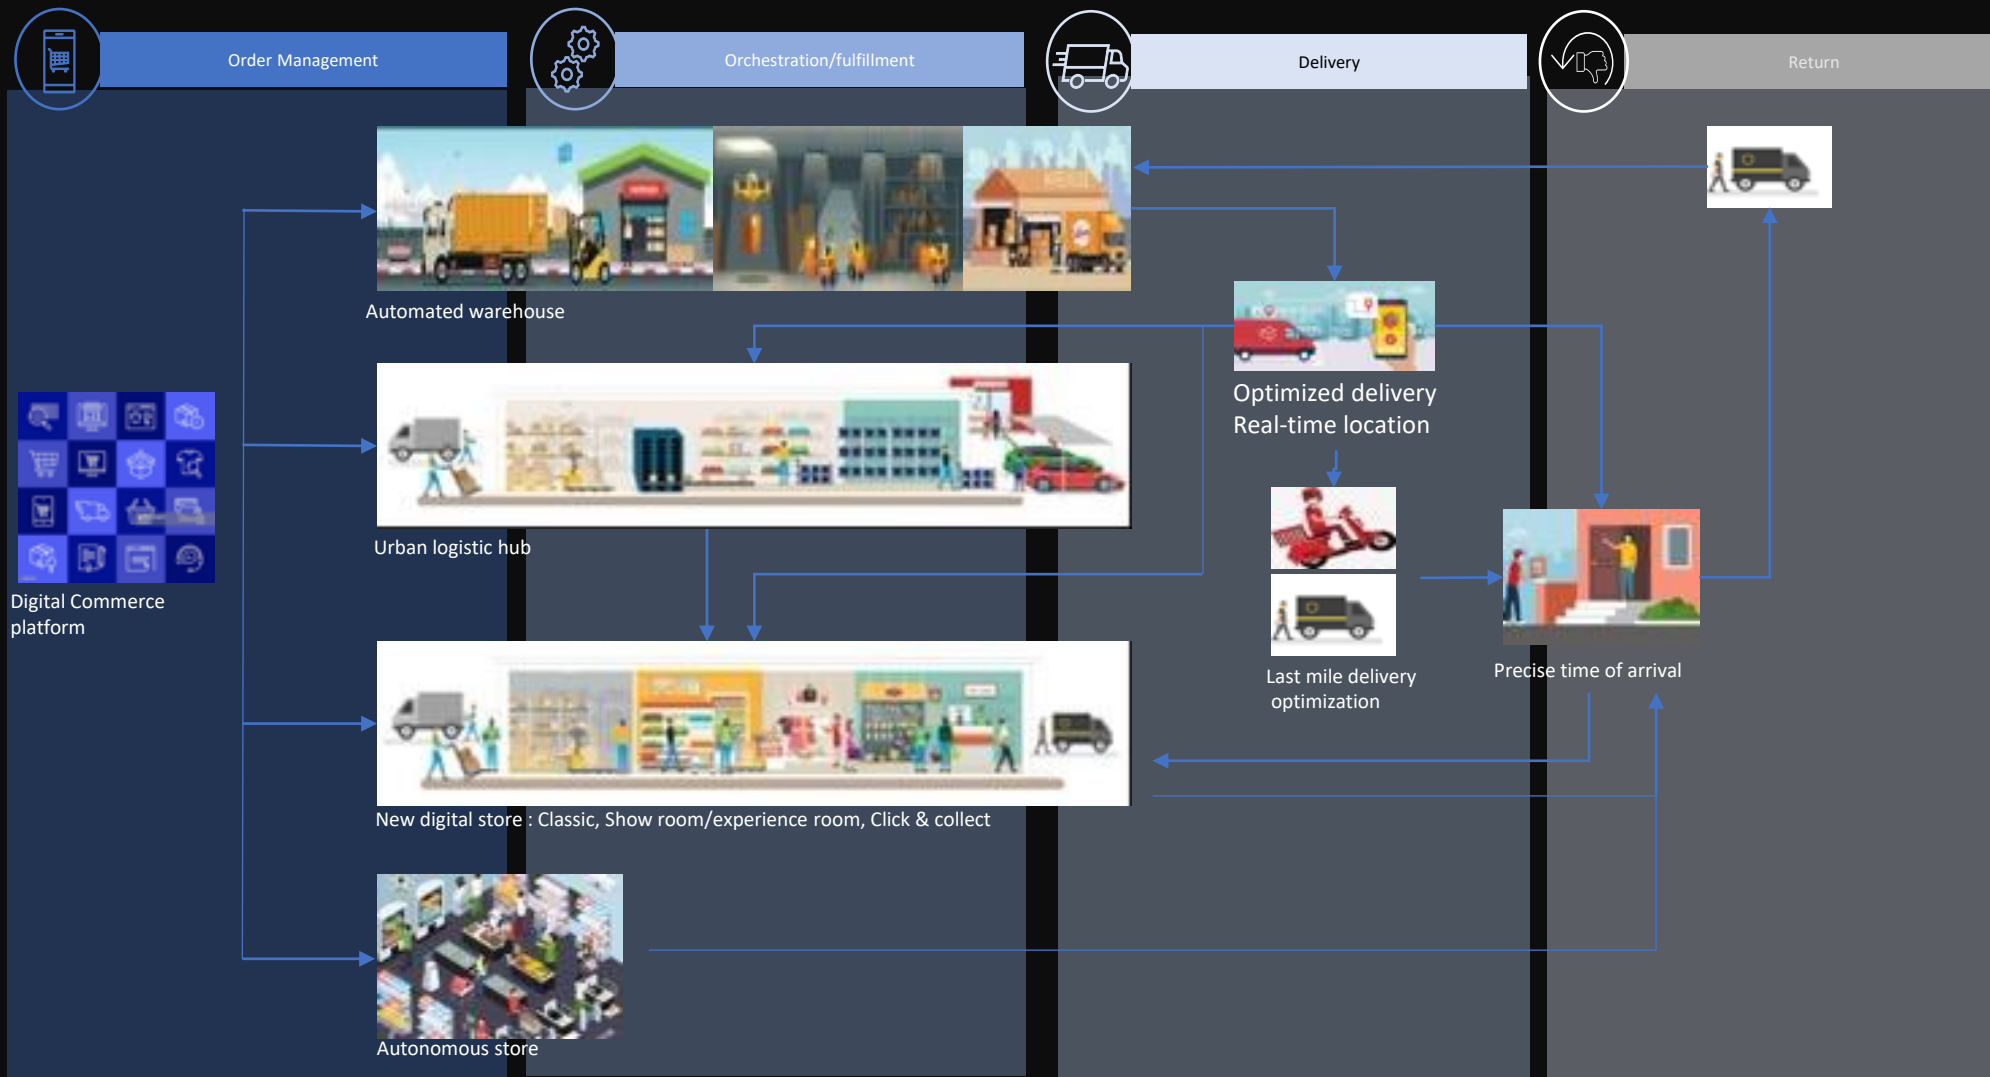 Order Management
Orchestration/fulfillment
Delivery
Return
Automated warehouse
Optimized delivery
Real-time location
Urban logistic hub
Digital Commerce
platform
Last mile delivery
optimization
Precise time of arrival
New digital store : Classic, Show room/experience room, Click & collect
Autonomous store